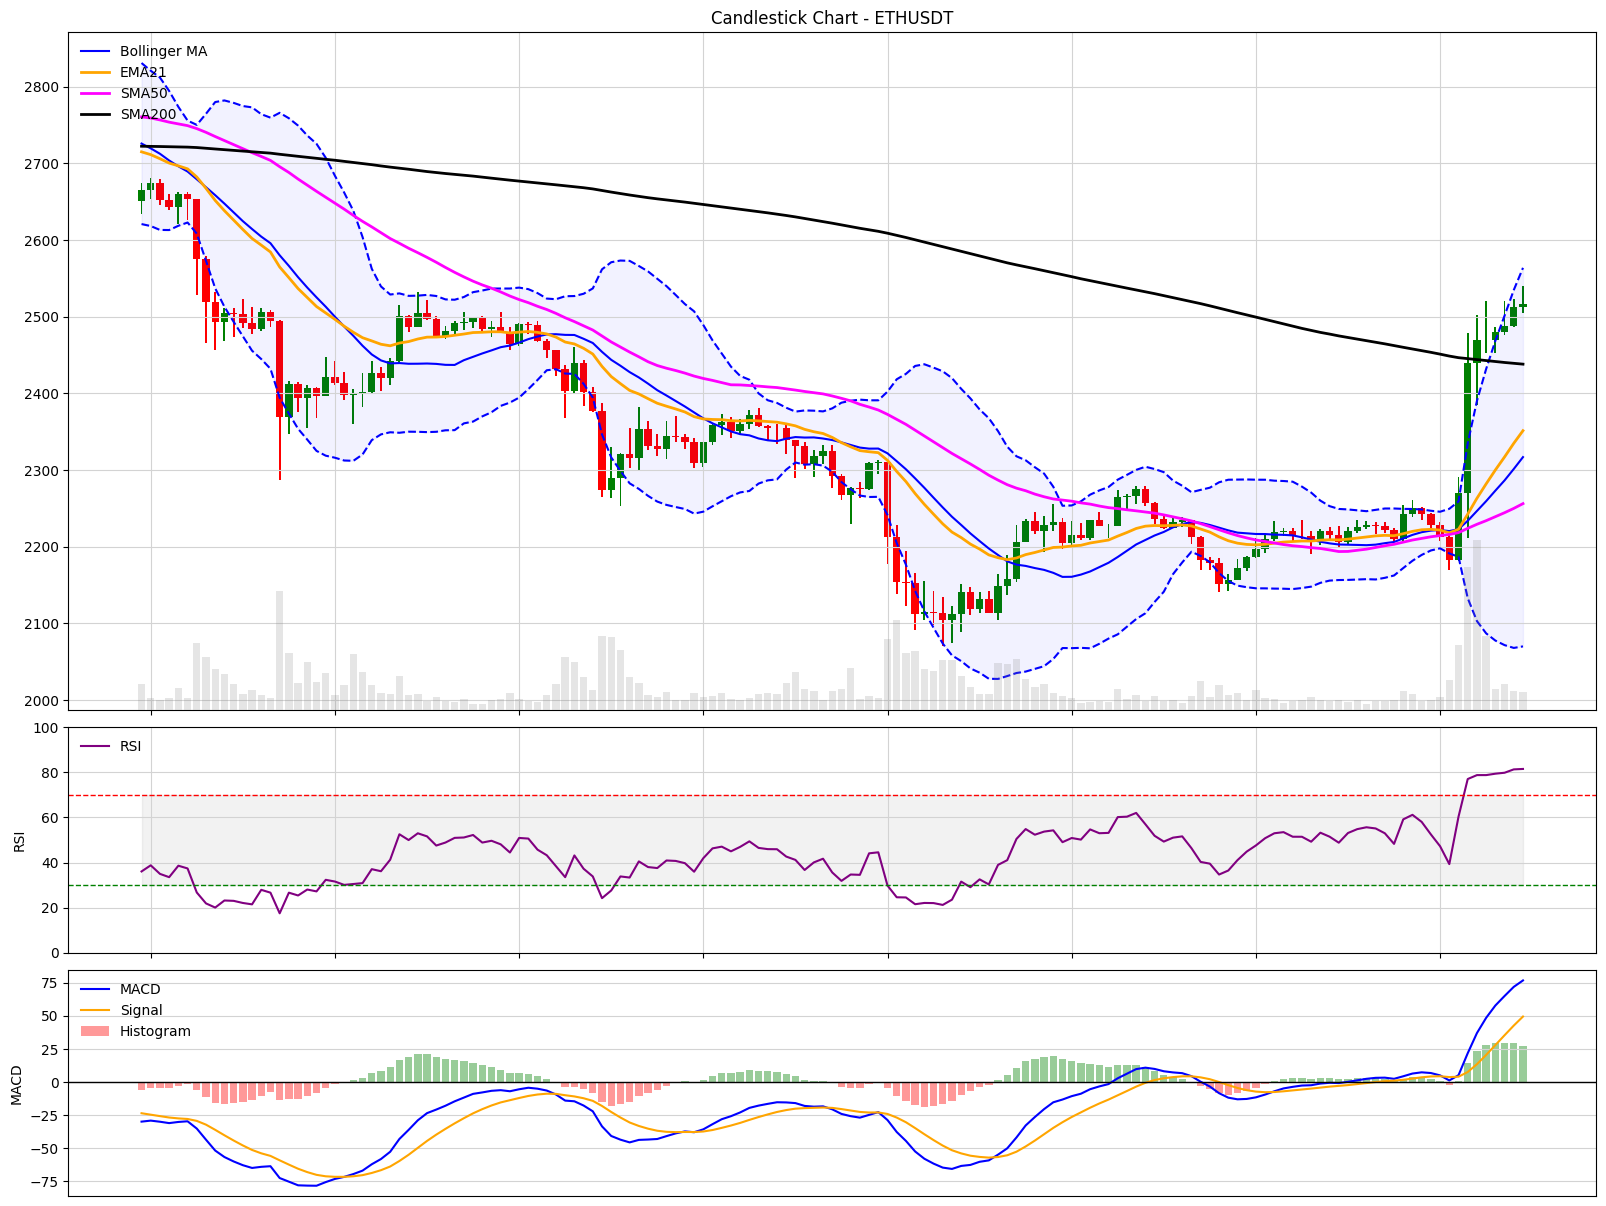 Candlestick Chart - ETHUSDT
Bollinger MA
EMA21
SMA50
SMA200
2800
2700
2600
2500
2400
2300
2200
2100
2000
RSI
100
80
60
40
20
0
RSI
MACD
Signal
Histogram
75
50
25
0
−25
−50
−75
MACD